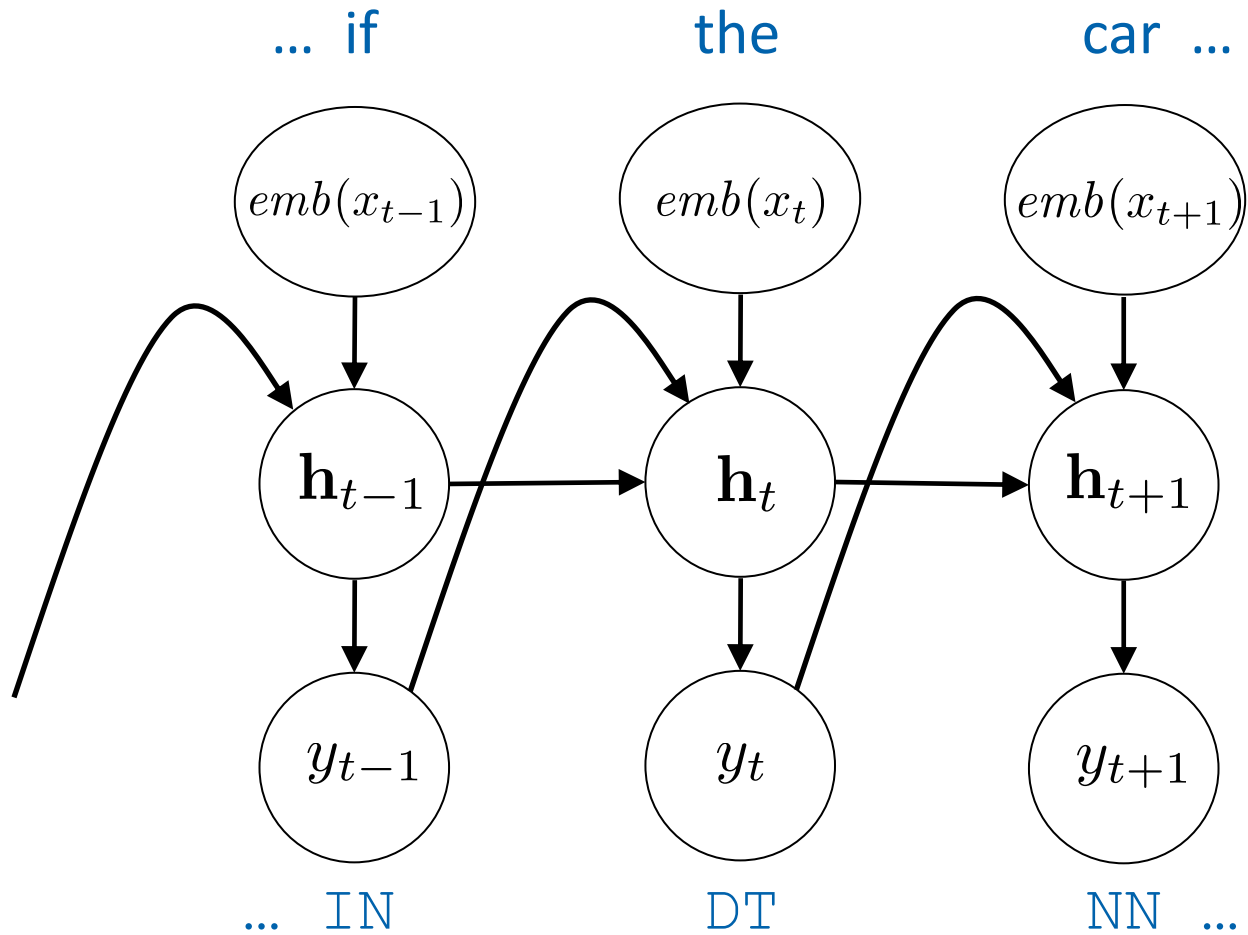 ... if the car ...
emb(x_{t−1}) emb(x_t) emb(x_{t+1})
h_{t−1} h_t h_{t+1}
y_{t−1} y_t y_{t+1}
... IN DT NN ...